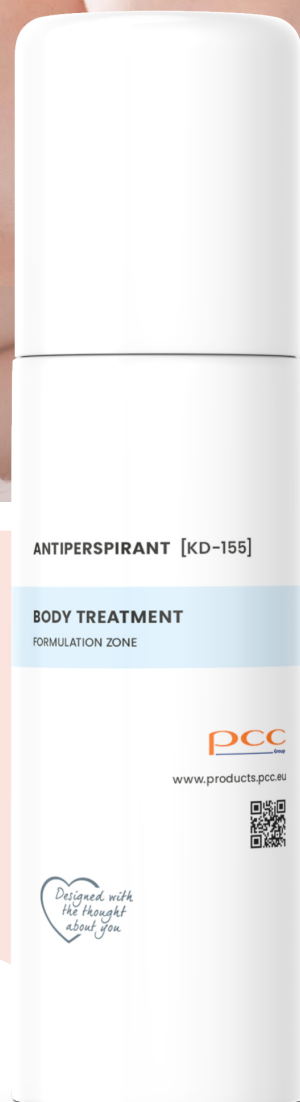 ANTIPERSPIRANT [KD-155]
BODY TREATMENT
FORMULATION ZONE
pcc
Group
www.products.pcc.eu
Designed with
the thought
about you